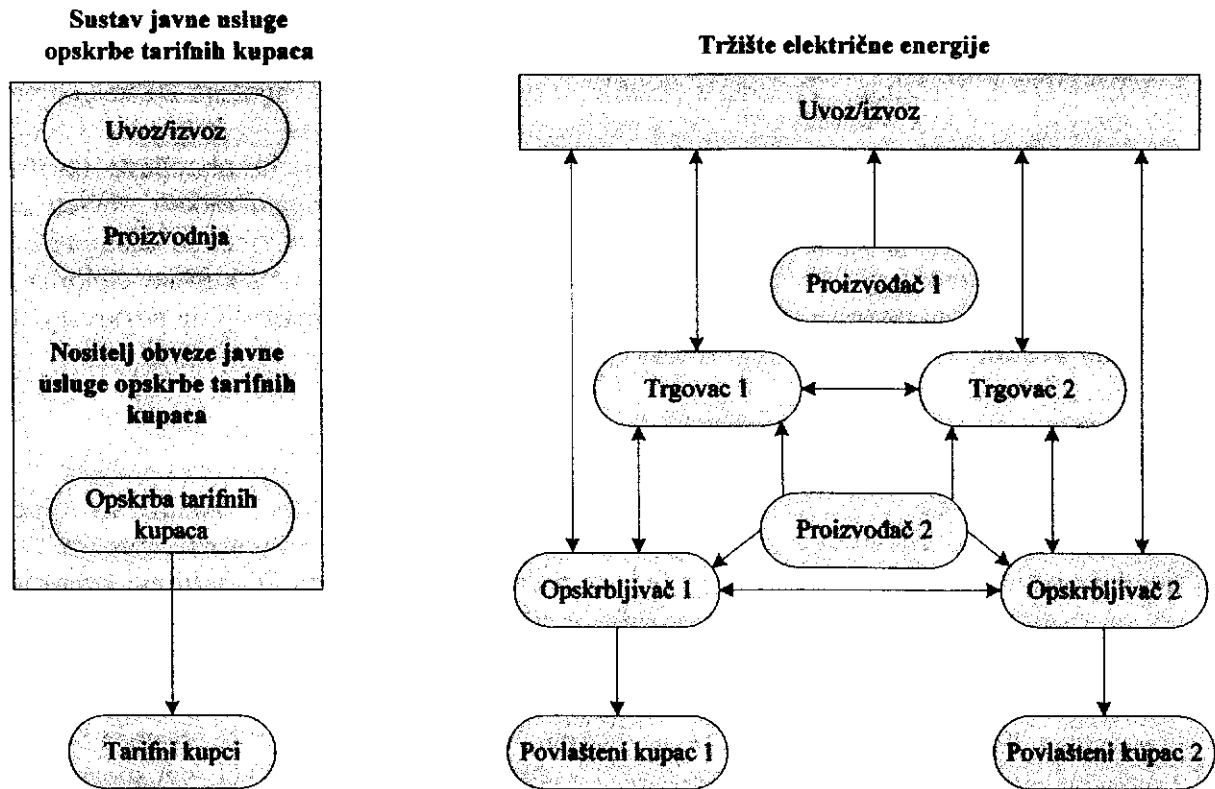 Sustav javne usluge
opskrbe tarifnih kupaca
Uvoz/izvoz
Proizvodnja
Nositelj obveze javne
usluge opskrbe tarifnih
kupaca
Opskrba tarifnih
kupaca
Tarifni kupci
Tržište električne energije
Uvoz/izvoz
Proizvođač 1
Trgovac 1
Trgovac 2
Proizvođač 2
Opskrbljivač 1
Opskrbljivač 2
Povlašteni kupac 1
Povlašteni kupac 2